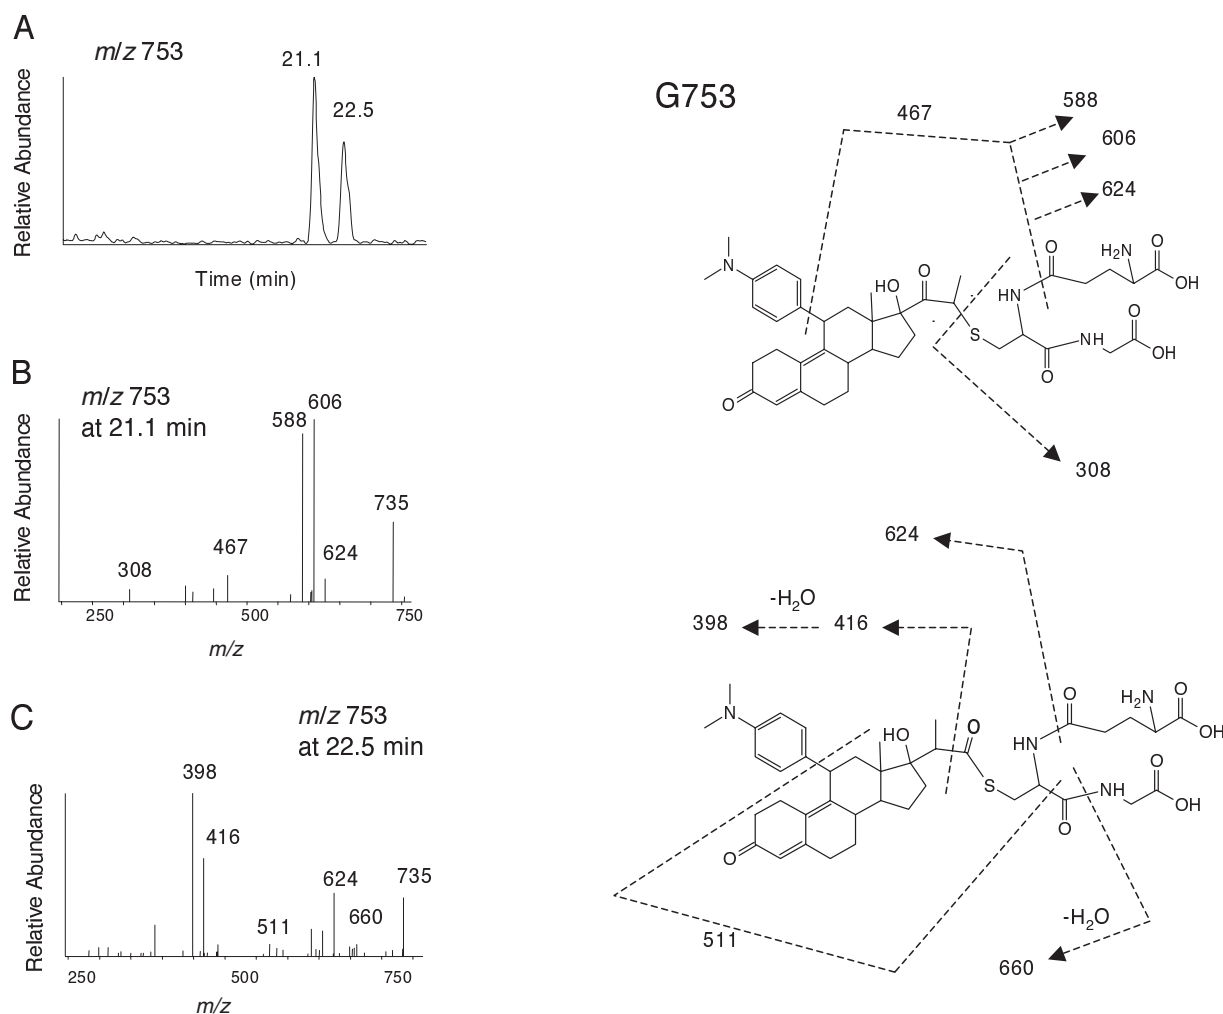 A
m/z 753
21.1
22.5
Relative Abundance
Time (min)
B
m/z 753
at 21.1 min
606
588
735
467
624
308
Relative Abundance
250
500
750
m/z
C
m/z 753
at 22.5 min
398
416
624
735
511
660
Relative Abundance
250
500
750
m/z
G753
467
588
606
624
N
HO
O
O
H₂N
O
OH
HN
S
O
NH
O
OH
O
308
624
-H₂O
398
416
N
HO
O
O
H₂N
O
OH
HN
S
O
NH
O
OH
O
-H₂O
511
660